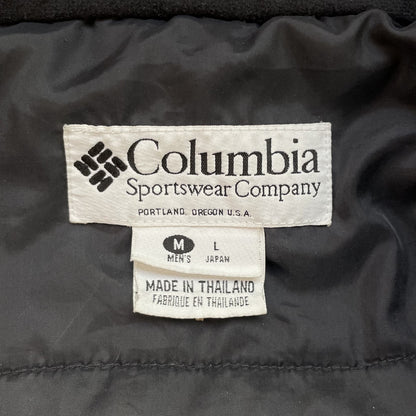 Columbia
Sportswear Company
PORTLAND, OREGON U.S.A.
M L
MEN'S JAPAN
MADE IN THAILAND
FABRIQUE EN THAILANDE